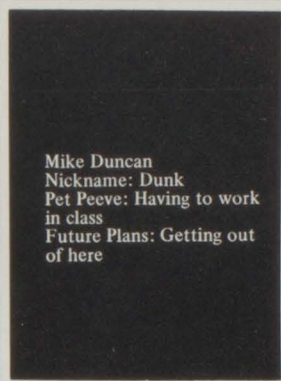 Mike Duncan
Nickname: Dunk
Pet Peeve: Having to work
in class
Future Plans: Getting out
of here